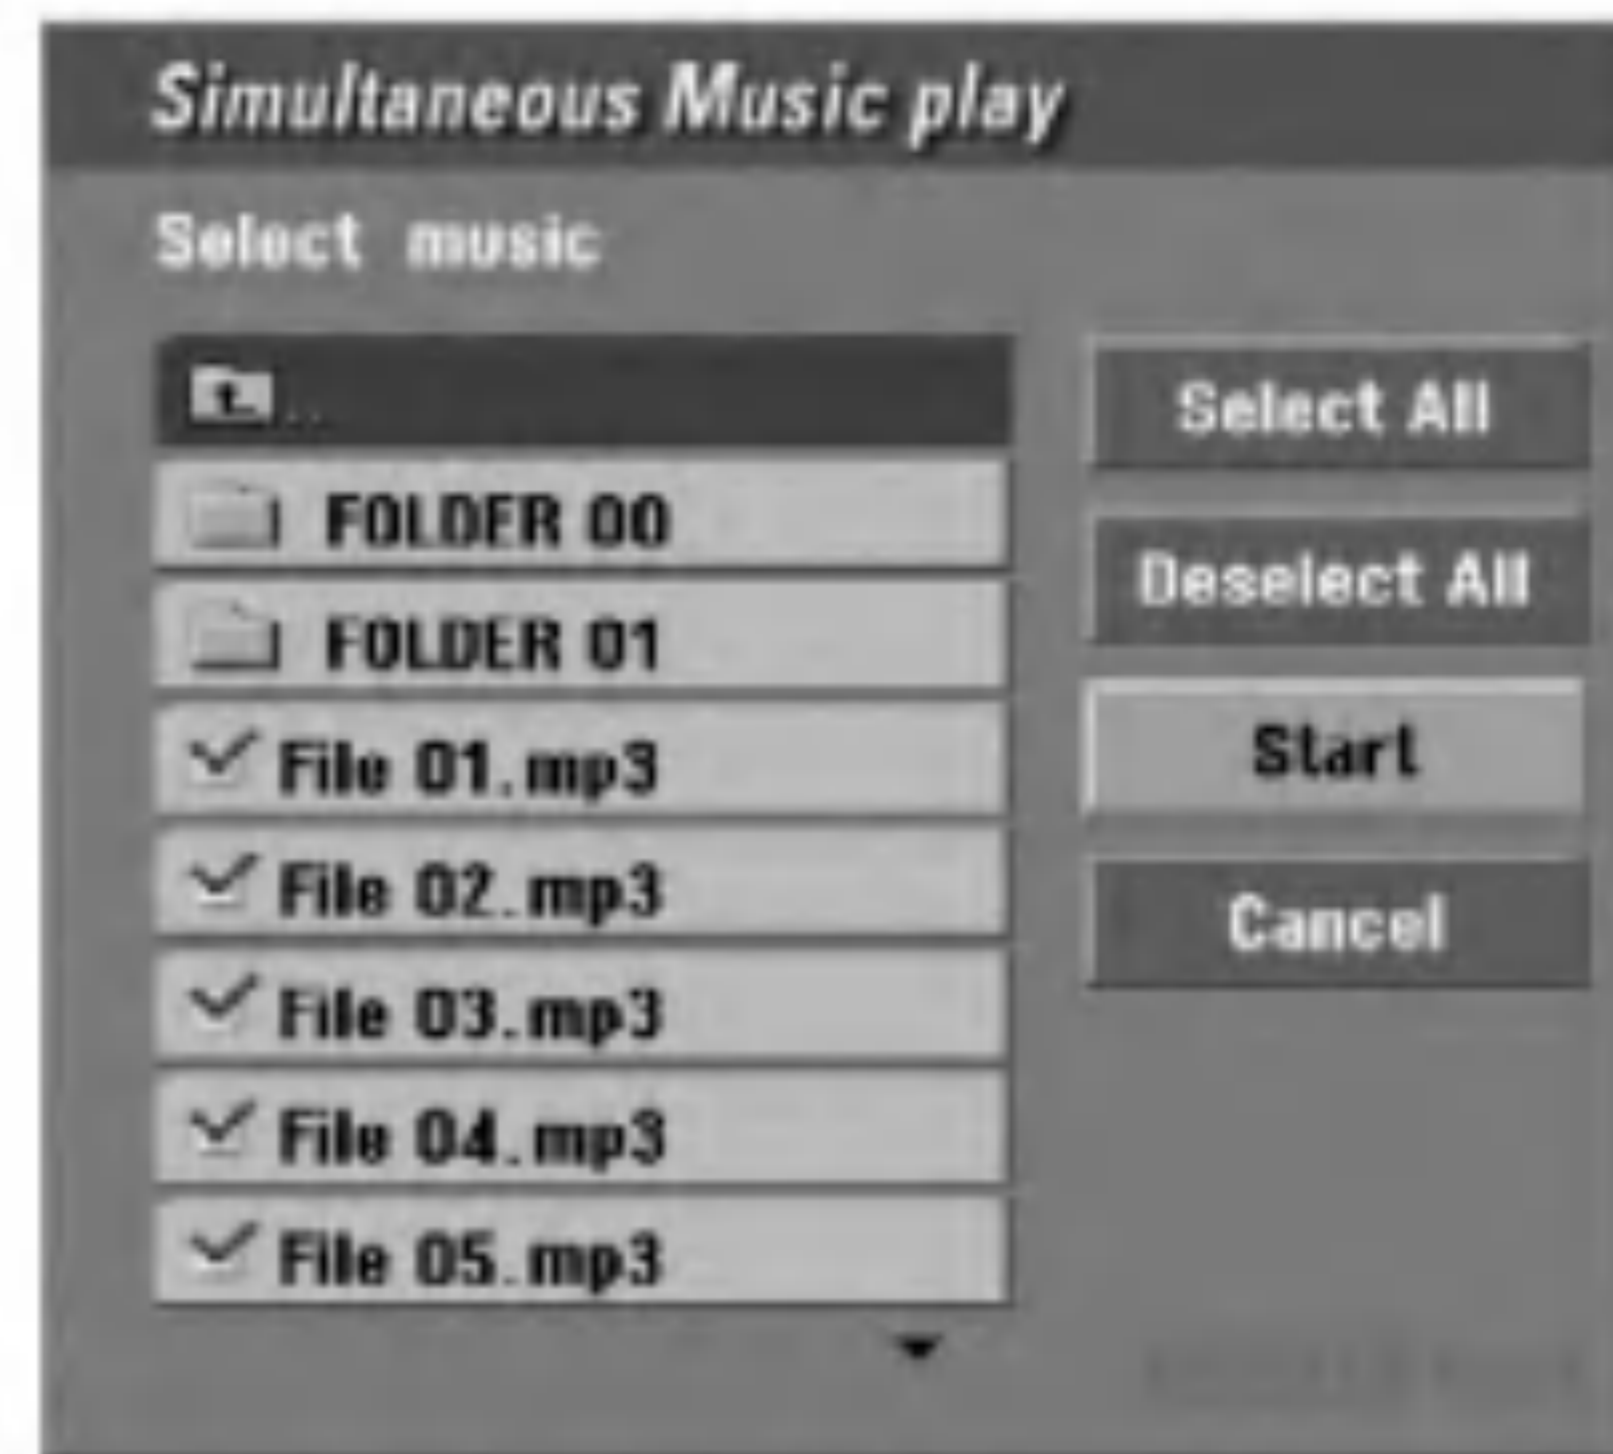 Simultaneous Music play
Select music
..
FOLDER 00
FOLDER 01
File 01.mp3
File 02.mp3
File 03.mp3
File 04.mp3
File 05.mp3
Select All
Deselect All
Start
Cancel